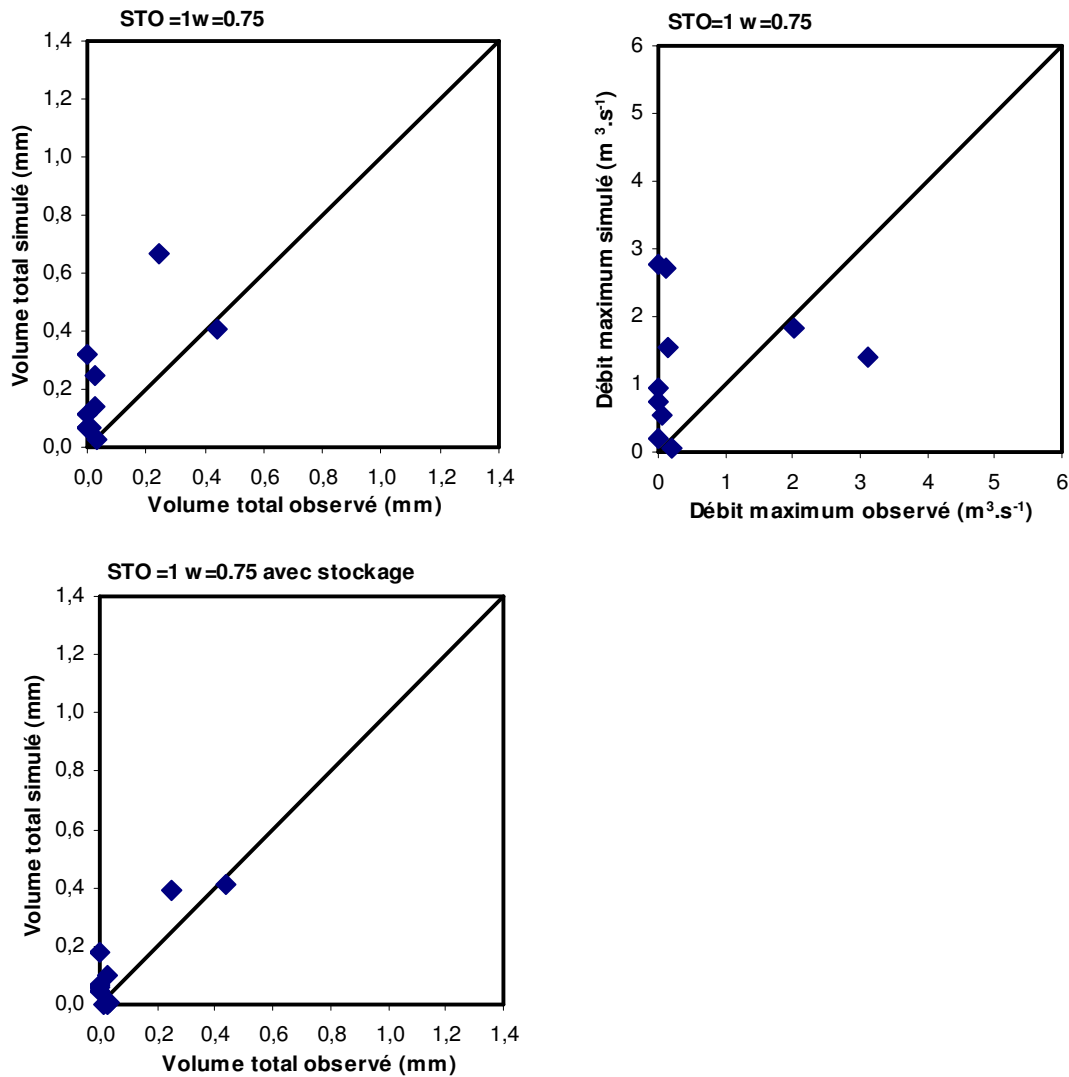 STO =1w=0.75
1,4
1,2
1,0
0,8
0,6
0,4
0,2
0,0
Volume total simulé (mm)
0,0 0,2 0,4 0,6 0,8 1,0 1,2 1,4
Volume total observé (mm)
STO=1 w=0.75
6
5
4
3
2
1
0
Débit maximum simulé (m ³.s⁻¹)
0 1 2 3 4 5 6
Débit maximum observé (m³.s⁻¹)
STO =1 w=0.75 avec stockage
1,4
1,2
1,0
0,8
0,6
0,4
0,2
0,0
Volume total simulé (mm)
0,0 0,2 0,4 0,6 0,8 1,0 1,2 1,4
Volume total observé (mm)